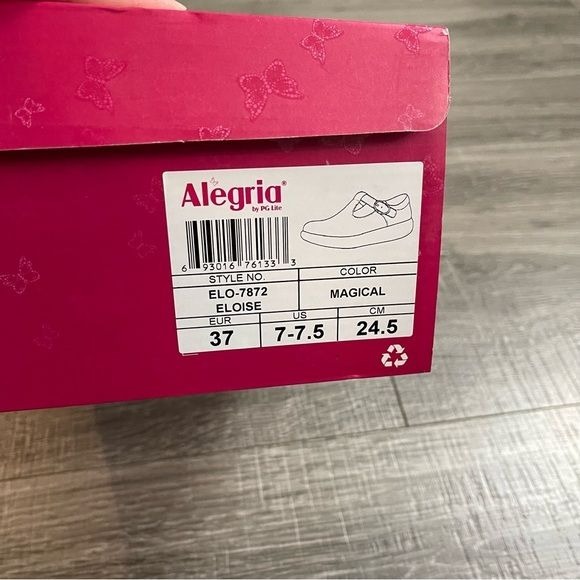 Alegria®
by PG Lite
6 93016 76133 3
STYLE NO.
COLOR
ELO-7872
ELOISE
MAGICAL
EUR
US
CM
37
7-7.5
24.5